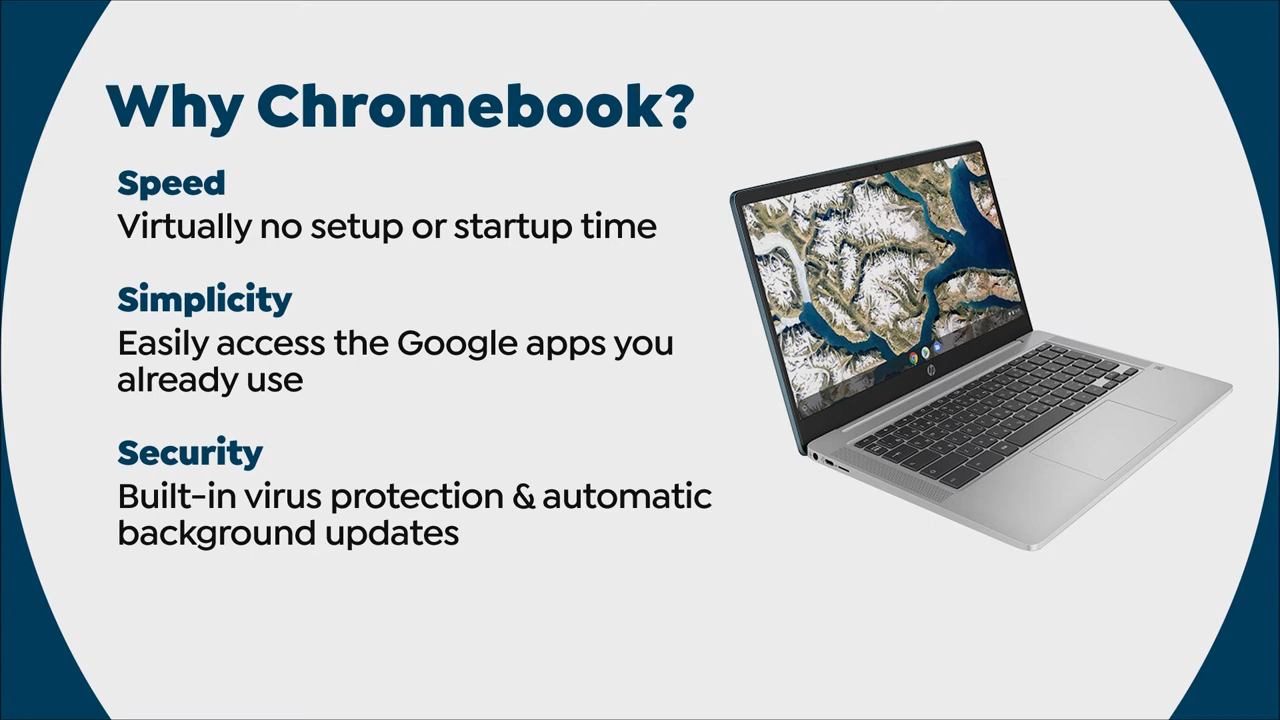 Why Chromebook?
Speed
Virtually no setup or startup time
Simplicity
Easily access the Google apps you
already use
Security
Built-in virus protection & automatic
background updates
hp